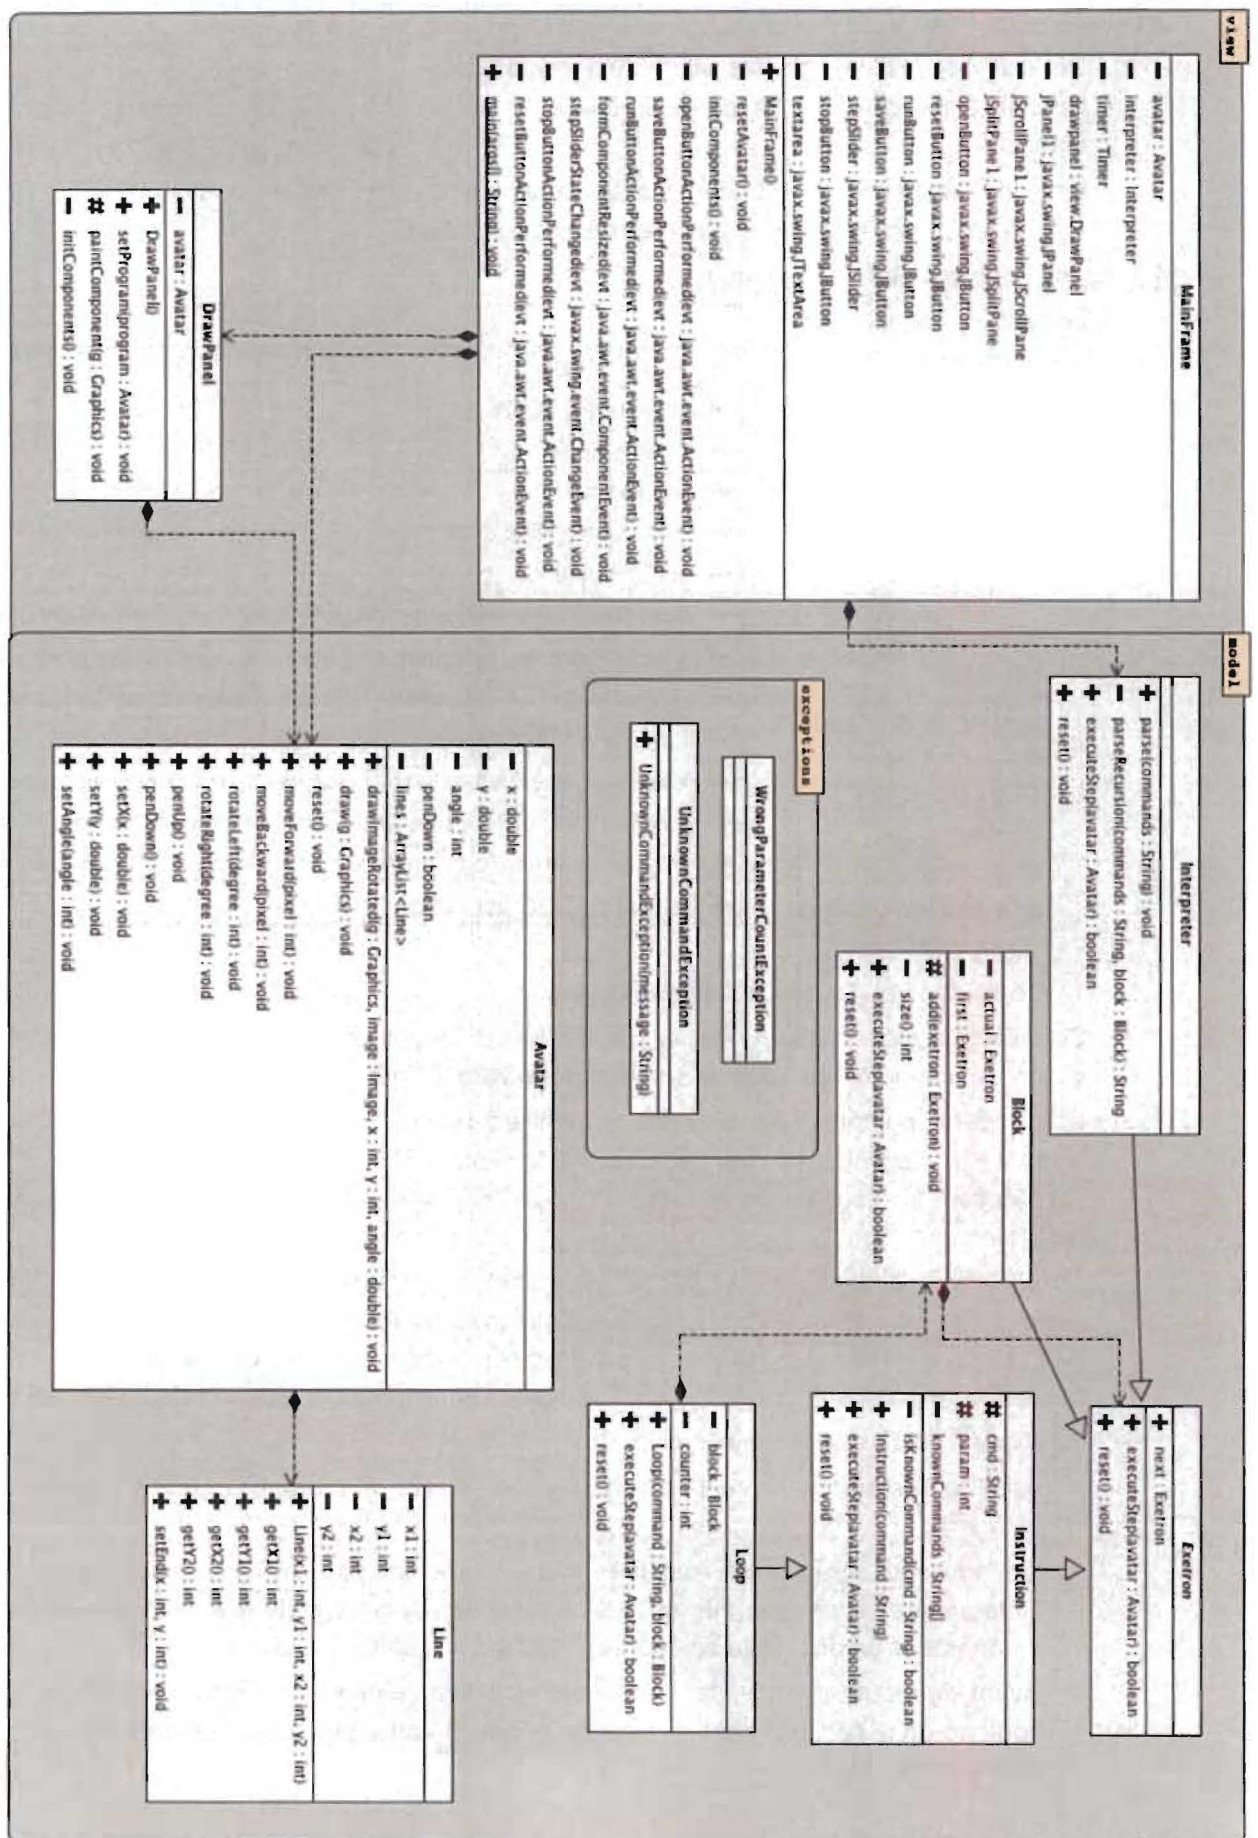 view
MainFrame
avatar : Avatar
interpreter : Interpreter
timer : Timer
drawpanel : view.DrawPanel
jPanel1 : javax.swing.JPanel
jScrollPane1 : javax.swing.JScrollPane
jSplitPane1 : javax.swing.JSplitPane
openButton : javax.swing.JButton
resetButton : javax.swing.JButton
runButton : javax.swing.JButton
saveButton : javax.swing.JButton
stepSlider : javax.swing.JSlider
stopButton : javax.swing.JButton
textarea : javax.swing.JTextArea
+ MainFrame()
resetAvatar() : void
initComponents() : void
openButtonActionPerformed(evt : java.awt.event.ActionEvent) : void
saveButtonActionPerformed(evt : java.awt.event.ActionEvent) : void
runButtonActionPerformed(evt : java.awt.event.ActionEvent) : void
formComponentResized(evt : java.awt.event.ComponentEvent) : void
stepSliderStateChanged(evt : javax.swing.event.ChangeEvent) : void
stopButtonActionPerformed(evt : java.awt.event.ActionEvent) : void
resetButtonActionPerformed(evt : java.awt.event.ActionEvent) : void
+ main(args[] : String) : void
DrawPanel
avatar : Avatar
+ DrawPanel()
+ setProgram(program : Avatar) : void
# paintComponent(g : Graphics) : void
initComponents() : void
model
Interpreter
+ parse(commands : String) : void
parseRecursion(commands : String, block : Block) : String
+ executeStep(avatar : Avatar) : boolean
+ reset() : void
Exetron
+ next : Exetron
+ executeStep(avatar : Avatar) : boolean
+ reset() : void
Block
actual : Exetron
first : Exetron
# add(exetron : Exetron) : void
size() : int
+ executeStep(avatar : Avatar) : boolean
+ reset() : void
Instruction
# cmd : String
# param : int
knownCommands : String[]
isKnownCommand(cmd : String) : boolean
+ Instruction(command : String)
+ executeStep(avatar : Avatar) : boolean
+ reset() : void
exceptions
WrongParameterCountException
UnknownCommandException
+ UnknownCommandException(message : String)
Loop
block : Block
counter : int
+ Loop(command : String, block : Block)
+ executeStep(avatar : Avatar) : boolean
+ reset() : void
Avatar
x : double
y : double
angle : int
penDown : boolean
lines : ArrayList<Line>
+ drawImageRotated(g : Graphics, image : Image, x : int, y : int, angle : double) : void
+ draw(g : Graphics) : void
+ reset() : void
+ moveForward(pixel : int) : void
+ moveBackward(pixel : int) : void
+ rotateLeft(degree : int) : void
+ rotateRight(degree : int) : void
+ penUp() : void
+ penDown() : void
+ setX(x : double) : void
+ setY(y : double) : void
+ setAngle(angle : int) : void
Line
x1 : int
y1 : int
x2 : int
y2 : int
+ Line(x1 : int, y1 : int, x2 : int, y2 : int)
+ getX1() : int
+ getY1() : int
+ getX2() : int
+ getY2() : int
+ setEnd(x : int, y : int) : void